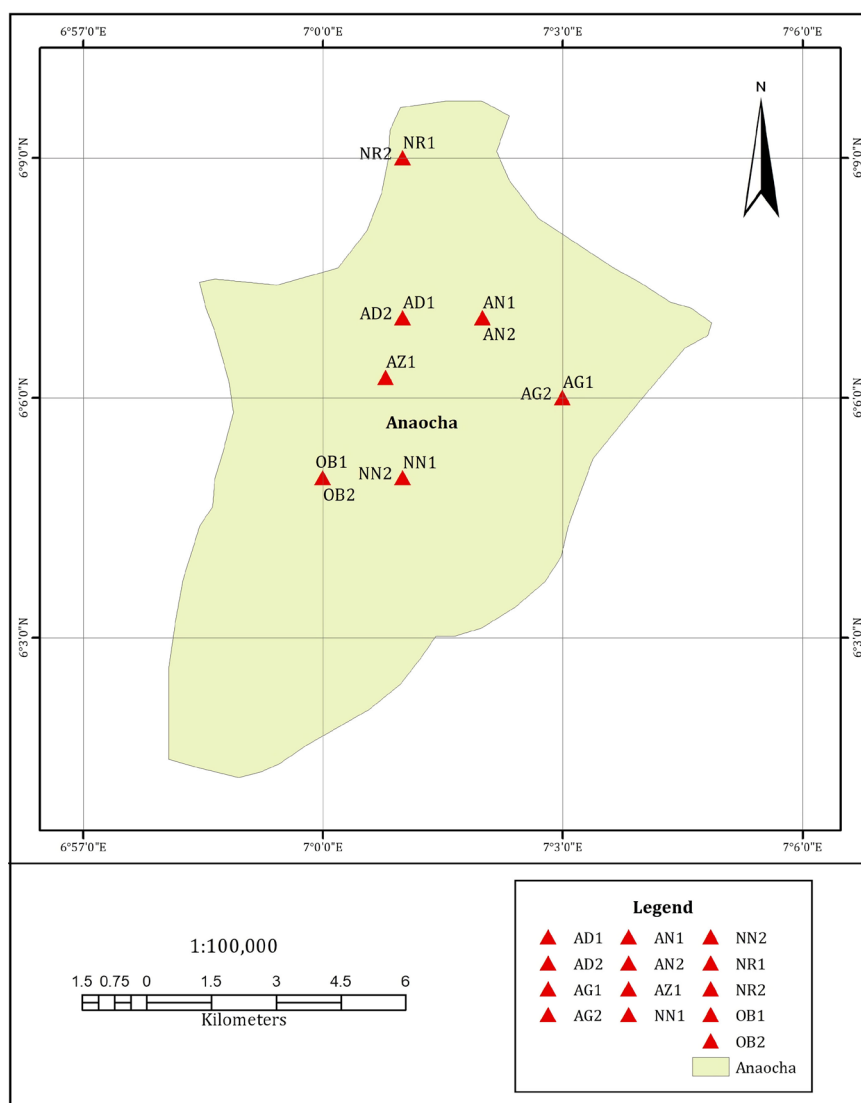 6°57'0"E 7°0'0"E 7°3'0"E 7°6'0"E
N
NR1
NR2
6°9'0"N 6°9'0"N
AD1 AN1
AD2 AN2
AZ1
AG1
AG2
6°6'0"N 6°6'0"N
Anaocha
OB1 NN1
NN2
OB2
6°3'0"N 6°3'0"N
6°57'0"E 7°0'0"E 7°3'0"E 7°6'0"E
1:100,000
1.5 0.75 0 1.5 3 4.5 6
Kilometers
Legend
AD1 AN1 NN2
AD2 AN2 NR1
AG1 AZ1 NR2
AG2 NN1 OB1
OB2
Anaocha